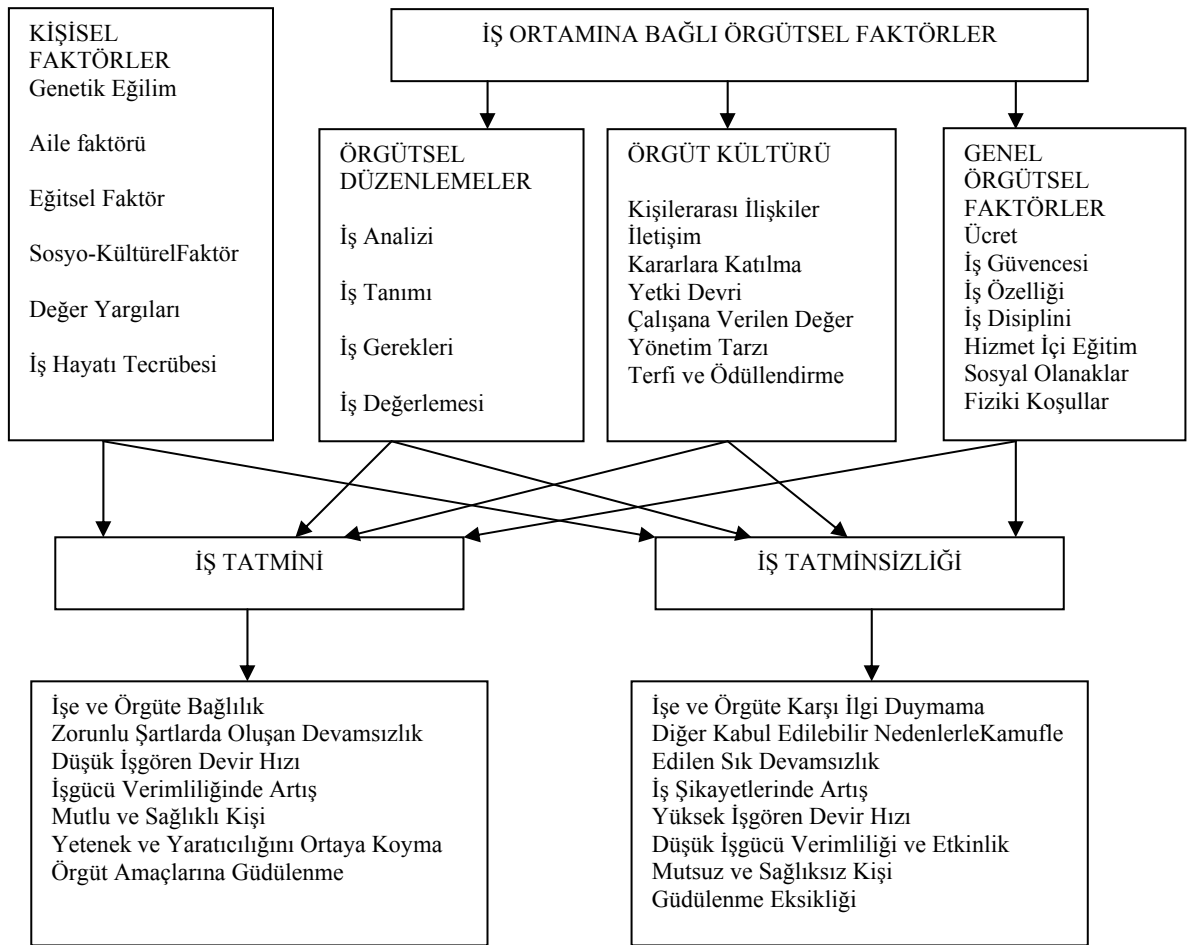 KİŞİSEL
FAKTÖRLER
Genetik Eğilim
Aile faktörü
Eğitsel Faktör
Sosyo-KültürelFaktör
Değer Yargıları
İş Hayatı Tecrübesi
İŞ ORTAMINA BAĞLI ÖRGÜTSEL FAKTÖRLER
ÖRGÜTSEL
DÜZENLEMELER
İş Analizi
İş Tanımı
İş Gerekleri
İş Değerlemesi
ÖRGÜT KÜLTÜRÜ
Kişilerarası İlişkiler
İletişim
Kararlara Katılma
Yetki Devri
Çalışana Verilen Değer
Yönetim Tarzı
Terfi ve Ödüllendirme
GENEL
ÖRGÜTSEL
FAKTÖRLER
Ücret
İş Güvencesi
İş Özelliği
İş Disiplini
Hizmet İçi Eğitim
Sosyal Olanaklar
Fiziki Koşullar
İŞ TATMİNİ
İŞ TATMİNSİZLİĞİ
İşe ve Örgüte Bağlılık
Zorunlu Şartlarda Oluşan Devamsızlık
Düşük İşgören Devir Hızı
İşgücü Verimliliğinde Artış
Mutlu ve Sağlıklı Kişi
Yetenek ve Yaratıcılığını Ortaya Koyma
Örgüt Amaçlarına Güdülenme
İşe ve Örgüte Karşı İlgi Duymama
Diğer Kabul Edilebilir NedenlerleKamufle
Edilen Sık Devamsızlık
İş Şikayetlerinde Artış
Yüksek İşgören Devir Hızı
Düşük İşgücü Verimliliği ve Etkinlik
Mutsuz ve Sağlıksız Kişi
Güdülenme Eksikliği